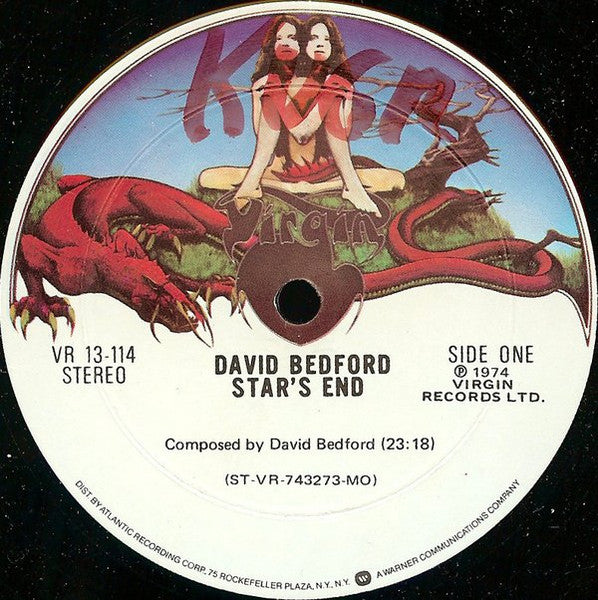 KMSR
Virgin
VR 13-114
STEREO
DAVID BEDFORD
STAR'S END
SIDE ONE
℗ 1974
VIRGIN
RECORDS LTD.
Composed by David Bedford (23:18)
(ST-VR-743273-MO)
DIST BY ATLANTIC RECORDING CORP. 75 ROCKEFELLER PLAZA, N.Y., N.Y. W A WARNER COMMUNICATIONS COMPANY